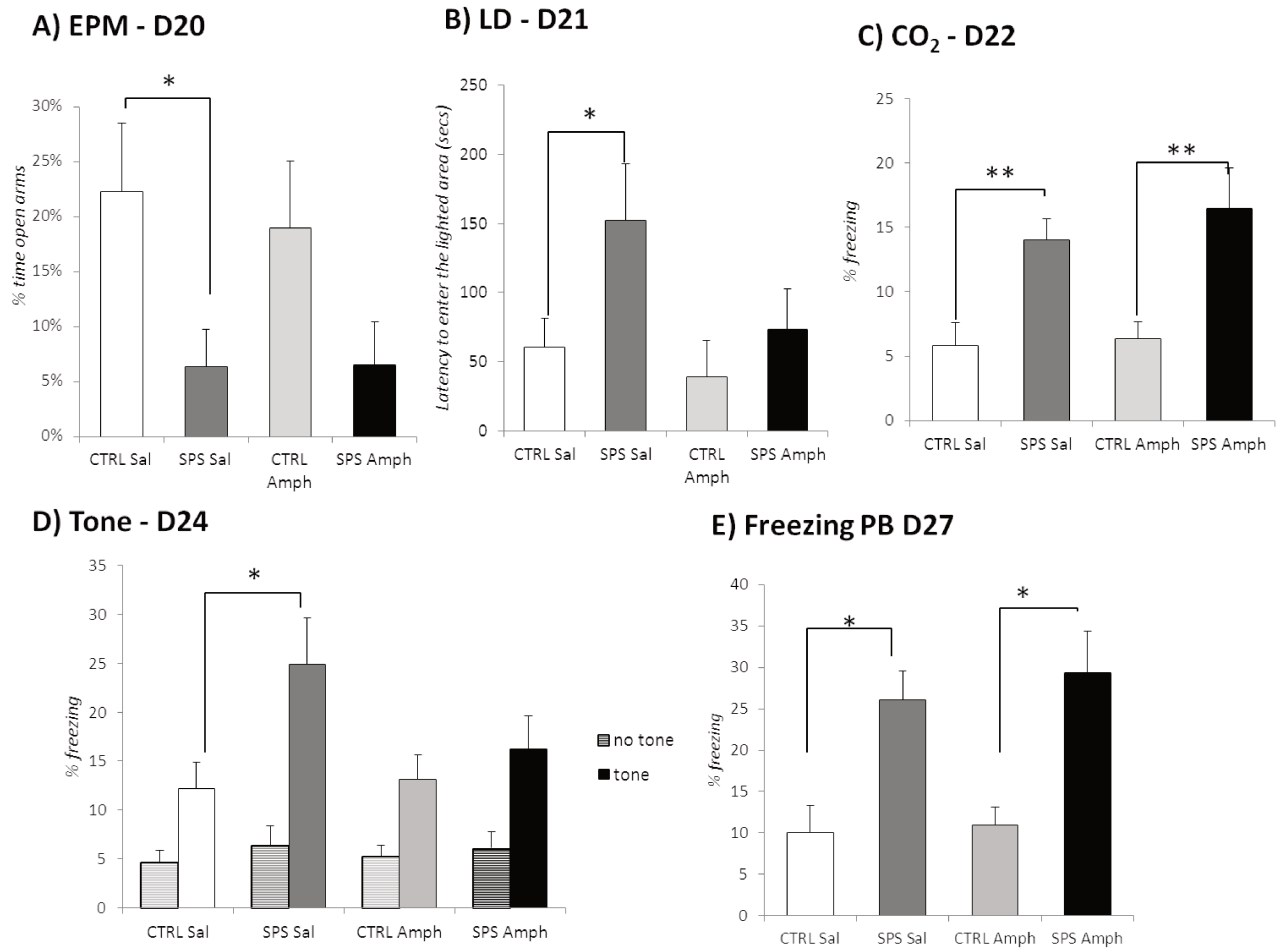 A) EPM - D20
*
% time open arms
30%
25%
20%
15%
10%
5%
0%
CTRL Sal
SPS Sal
CTRL
Amph
SPS Amph
B) LD - D21
*
Latency to enter the lighted area (secs)
250
200
150
100
50
0
CTRL Sal
SPS Sal
CTRL
Amph
SPS Amph
C) CO₂ - D22
**
**
% freezing
25
20
15
10
5
0
CTRL Sal
SPS Sal
CTRL Amph
SPS Amph
D) Tone - D24
*
% freezing
35
30
25
20
15
10
5
0
CTRL Sal
SPS Sal
CTRL Amph
SPS Amph
no tone
tone
E) Freezing PB D27
*
*
% freezing
40
35
30
25
20
15
10
5
0
CTRL Sal
SPS Sal
CTRL Amph
SPS Amph